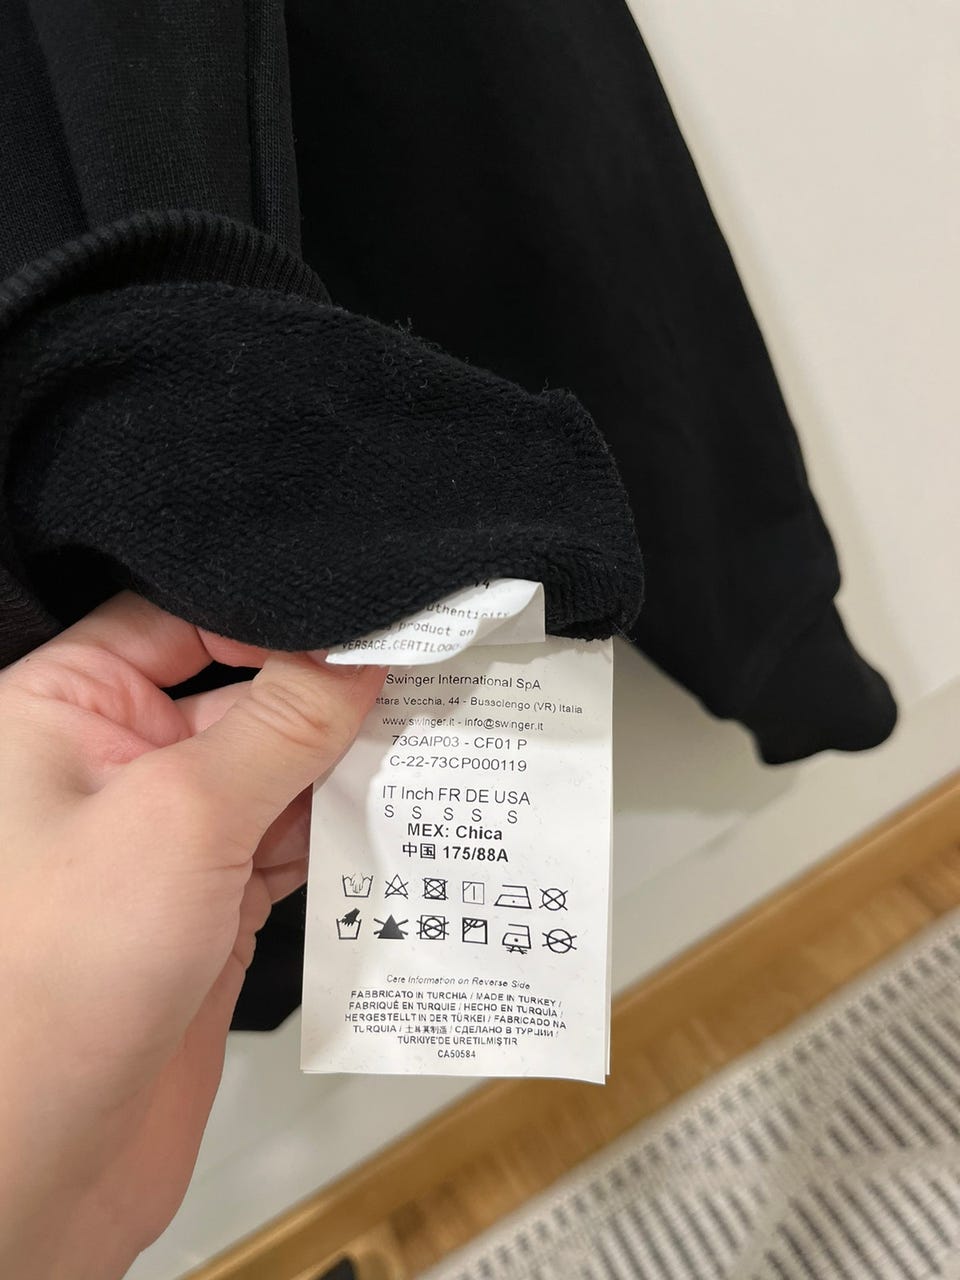 product on
VERSACE.CERTILOGO
Swinger International SpA
Vecchia, 44 - Bussolengo (VR) Italia
www.swinger.it - info@swinger.it
73GAIP03 - CF01 P
C-22-73CP000119
IT Inch FR DE USA
S S S S S
MEX: Chica
中国 175/88A
Care Information on Reverse Side
FABBRICATO IN TURCHIA / MADE IN TURKEY /
FABRIQUÉ EN TURQUIE / HECHO EN TURQUÍA /
HERGESTELLT IN DER TÜRKEI / FABRICADO NA
TURQUIA / 土耳其制造 / СДЕЛАНО В ТУРЦИИ /
TÜRKİYE'DE ÜRETİLMİŞTİR
CA50584